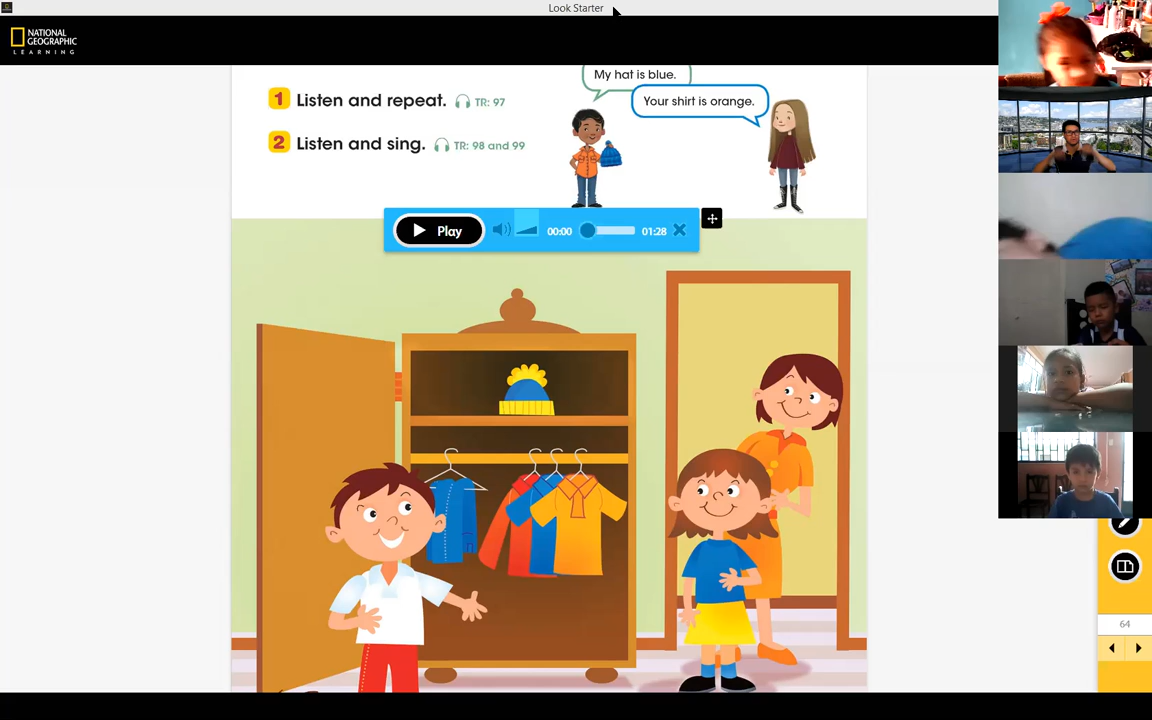 Look Starter
NATIONAL
GEOGRAPHIC
LEARNING
My hat is blue.
1 Listen and repeat. TR: 97
Your shirt is orange.
2 Listen and sing. TR: 98 and 99
Play 00:00 01:28
64